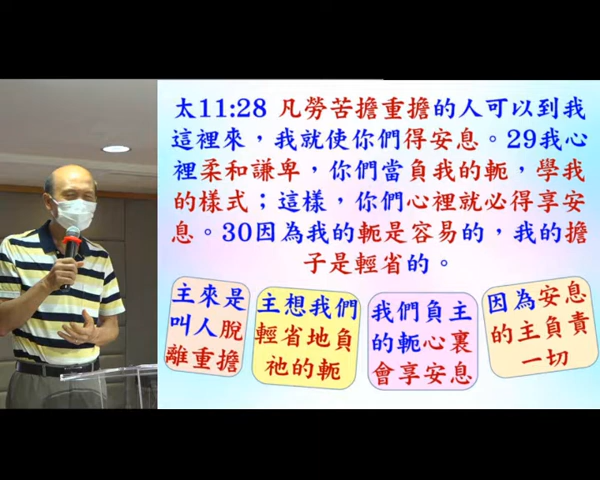 太11:28 凡勞苦擔重擔的人可以到我
這裡來，我就使你們得安息。29我心
裡柔和謙卑，你們當負我的軛，學我
的樣式；這樣，你們心裡就必得享安
息。30因為我的軛是容易的，我的擔
子是輕省的。
主來是
叫人脫
離重擔
主想我們
輕省地負
祂的軛
我們負主
的軛心裏
會享安息
因為安息
的主負責
一切